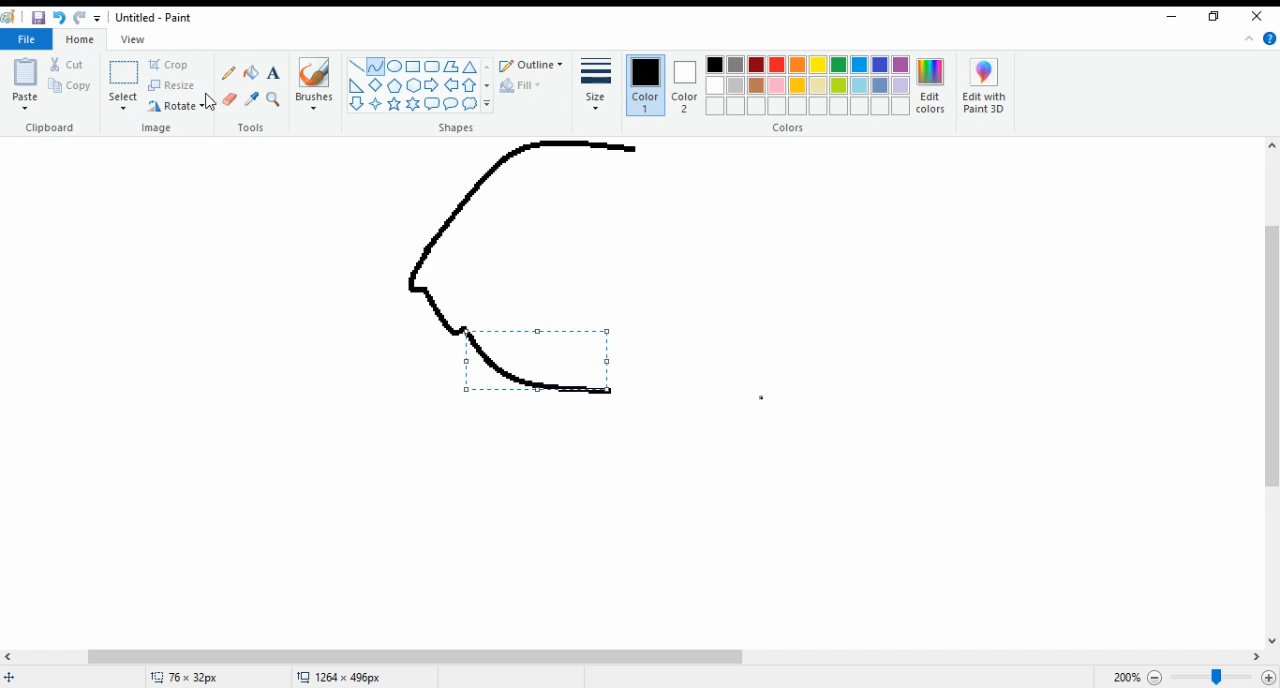 Untitled - Paint
File Home View
Paste
Cut
Copy
Clipboard
Select
Crop
Resize
Rotate
Image
A
Tools
Brushes
Outline
Fill
Shapes
Size
Color 1
Color 2
Edit colors
Colors
Edit with Paint 3D
76 × 32px
1264 × 496px
200%